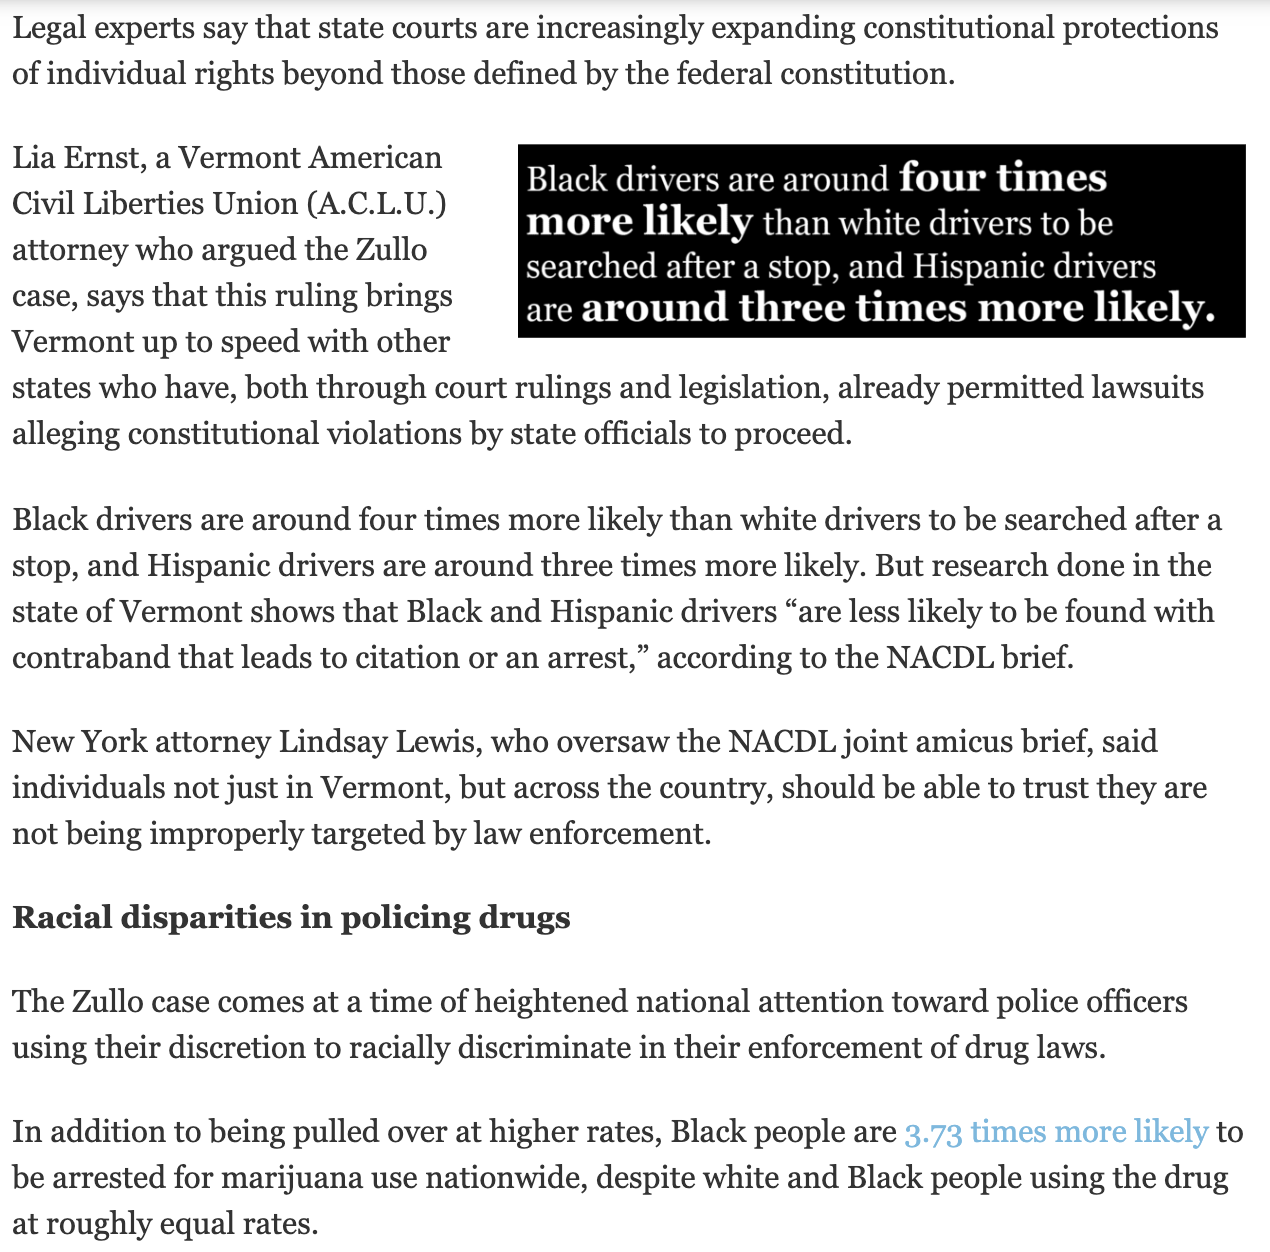 Legal experts say that state courts are increasingly expanding constitutional protections
of individual rights beyond those defined by the federal constitution.
Lia Ernst, a Vermont American
Civil Liberties Union (A.C.L.U.)
attorney who argued the Zullo
case, says that this ruling brings
Vermont up to speed with other
Black drivers are around four times
more likely than white drivers to be
searched after a stop, and Hispanic drivers
are around three times more likely.
states who have, both through court rulings and legislation, already permitted lawsuits
alleging constitutional violations by state officials to proceed.
Black drivers are around four times more likely than white drivers to be searched after a
stop, and Hispanic drivers are around three times more likely. But research done in the
state of Vermont shows that Black and Hispanic drivers “are less likely to be found with
contraband that leads to citation or an arrest,” according to the NACDL brief.
New York attorney Lindsay Lewis, who oversaw the NACDL joint amicus brief, said
individuals not just in Vermont, but across the country, should be able to trust they are
not being improperly targeted by law enforcement.
Racial disparities in policing drugs
The Zullo case comes at a time of heightened national attention toward police officers
using their discretion to racially discriminate in their enforcement of drug laws.
In addition to being pulled over at higher rates, Black people are 3.73 times more likely to
be arrested for marijuana use nationwide, despite white and Black people using the drug
at roughly equal rates.